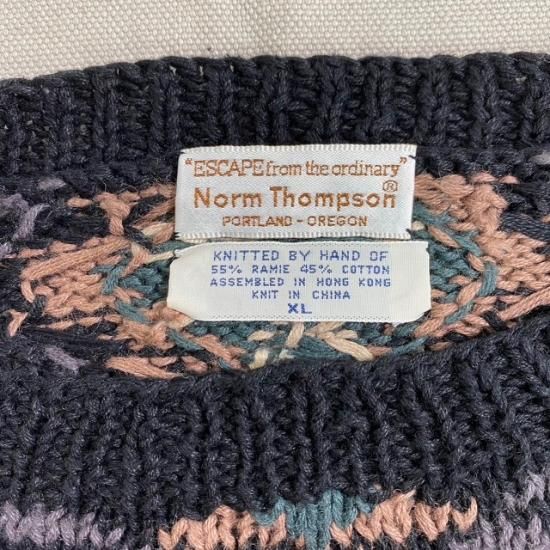 "ESCAPE from the ordinary"
Norm Thompson®
PORTLAND - OREGON
KNITTED BY HAND OF
55% RAMIE 45% COTTON
ASSEMBLED IN HONG KONG
KNIT IN CHINA
XL